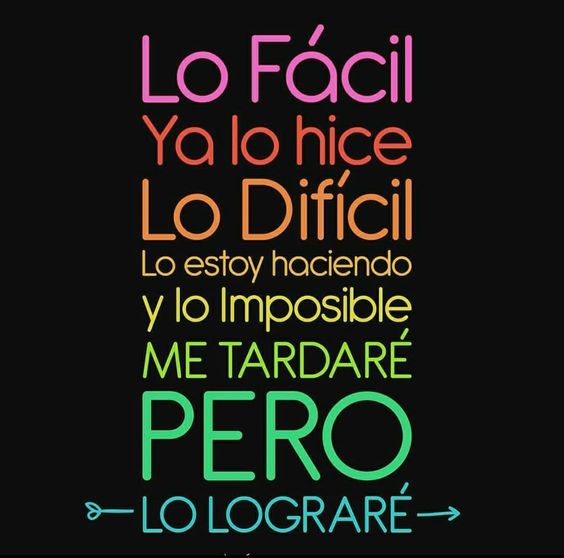 Lo Fácil
Ya lo hice
Lo Difícil
Lo estoy haciendo
y lo Imposible
ME TARDARÉ
PERO
LO LOGRARÉ